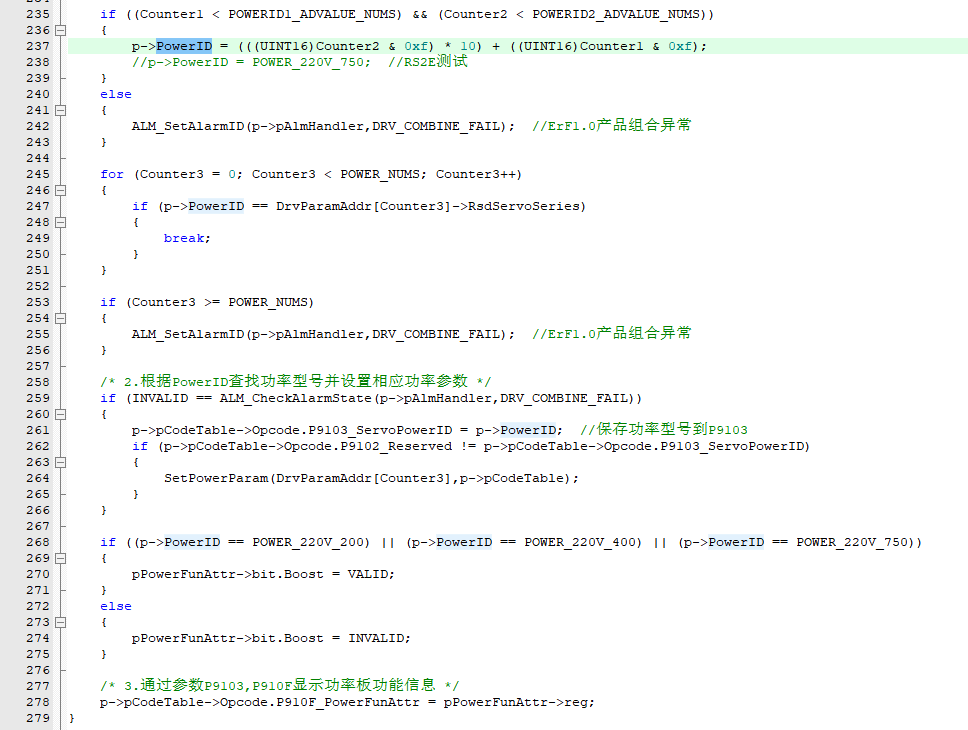 235 if ((Counter1 < POWERID1_ADVALUE_NUMS) && (Counter2 < POWERID2_ADVALUE_NUMS))
236 {
237 p->PowerID = (((UINT16)Counter2 & 0xf) * 10) + ((UINT16)Counter1 & 0xf);
238 //p->PowerID = POWER_220V_750; //RS2E测试
239 }
240 else
241 {
242 ALM_SetAlarmID(p->pAlmHandler,DRV_COMBINE_FAIL); //ErF1.0产品组合异常
243 }
244
245 for (Counter3 = 0; Counter3 < POWER_NUMS; Counter3++)
246 {
247 if (p->PowerID == DrvParamAddr[Counter3]->RsdServoSeries)
248 {
249 break;
250 }
251 }
252
253 if (Counter3 >= POWER_NUMS)
254 {
255 ALM_SetAlarmID(p->pAlmHandler,DRV_COMBINE_FAIL); //ErF1.0产品组合异常
256 }
257
258 /* 2.根据PowerID查找功率型号并设置相应功率参数 */
259 if (INVALID == ALM_CheckAlarmState(p->pAlmHandler,DRV_COMBINE_FAIL))
260 {
261 p->pCodeTable->Opcode.P9103_ServoPowerID = p->PowerID; //保存功率型号到P9103
262 if (p->pCodeTable->Opcode.P9102_Reserved != p->pCodeTable->Opcode.P9103_ServoPowerID)
263 {
264 SetPowerParam(DrvParamAddr[Counter3],p->pCodeTable);
265 }
266 }
267
268 if ((p->PowerID == POWER_220V_200) || (p->PowerID == POWER_220V_400) || (p->PowerID == POWER_220V_750))
269 {
270 pPowerFunAttr->bit.Boost = VALID;
271 }
272 else
273 {
274 pPowerFunAttr->bit.Boost = INVALID;
275 }
276
277 /* 3.通过参数P9103,P910F显示功率板功能信息 */
278 p->pCodeTable->Opcode.P910F_PowerFunAttr = pPowerFunAttr->reg;
279 }